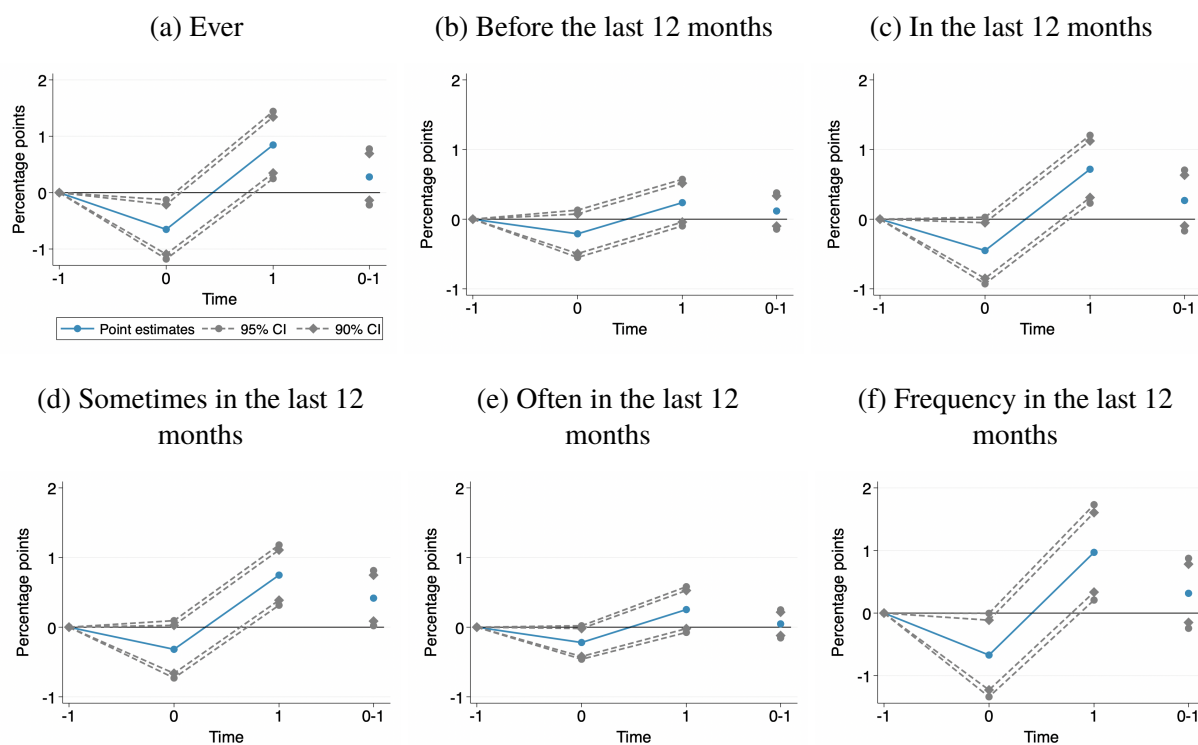 (a) Ever
(b) Before the last 12 months
(c) In the last 12 months
2
1
0
-1
Percentage points
-1
0
1
0-1
Time
Point estimates
95% CI
90% CI
2
1
0
-1
Percentage points
-1
0
1
0-1
Time
2
1
0
-1
Percentage points
-1
0
1
0-1
Time
(d) Sometimes in the last 12
months
(e) Often in the last 12
months
(f) Frequency in the last 12
months
2
1
0
-1
Percentage points
-1
0
1
0-1
Time
2
1
0
-1
Percentage points
-1
0
1
0-1
Time
2
1
0
-1
Percentage points
-1
0
1
0-1
Time